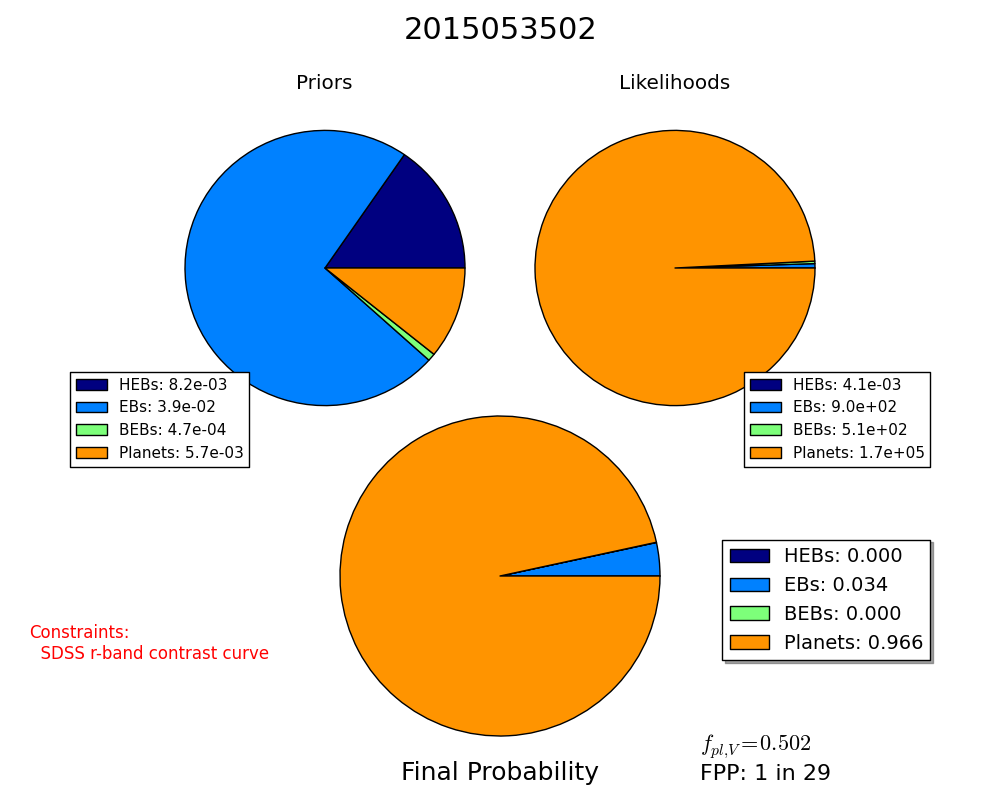 2015053502
Priors
Likelihoods
HEBs: 8.2e-03
EBs: 3.9e-02
BEBs: 4.7e-04
Planets: 5.7e-03
HEBs: 4.1e-03
EBs: 9.0e+02
BEBs: 5.1e+02
Planets: 1.7e+05
HEBs: 0.000
EBs: 0.034
BEBs: 0.000
Planets: 0.966
Constraints:
SDSS r-band contrast curve
f_{pl,V}=0.502
Final Probability
FPP: 1 in 29